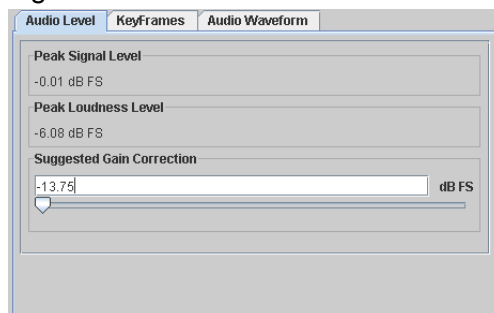 Audio Level KeyFrames Audio Waveform
Peak Signal Level
-0.01 dB FS
Peak Loudness Level
-6.08 dB FS
Suggested Gain Correction
-13.75 dB FS